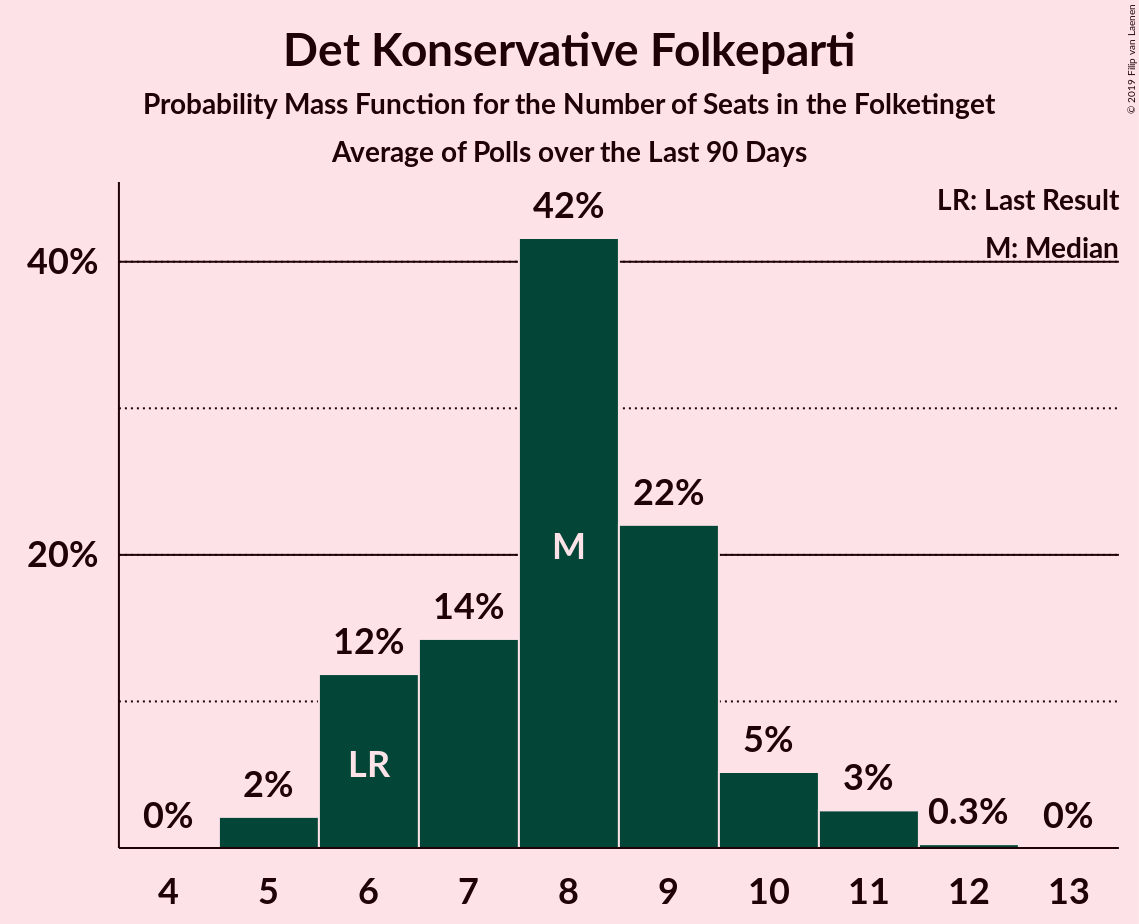 Det Konservative Folkeparti
Probability Mass Function for the Number of Seats in the Folketinget
Average of Polls over the Last 90 Days
© 2019 Filip van Laenen
LR: Last Result
M: Median
40%
20%
0%
2%
12%
14%
42%
22%
5%
3%
0.3%
0%
LR
M
4 5 6 7 8 9 10 11 12 13